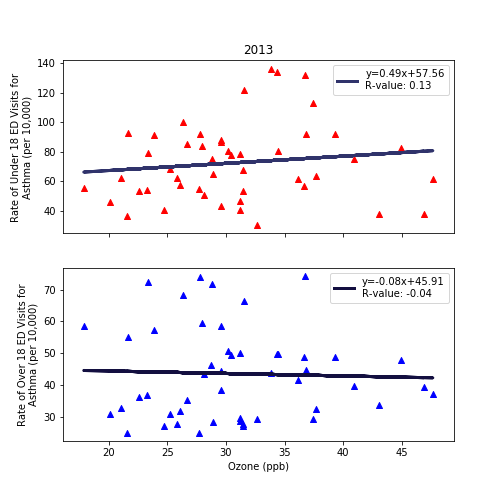 2013
Rate of Under 18 ED Visits for
Asthma (per 10,000)
140
120
100
80
60
40
y=0.49x+57.56
R-value: 0.13
Rate of Over 18 ED Visits for
Asthma (per 10,000)
70
60
50
40
30
y=-0.08x+45.91
R-value: -0.04
20
25
30
35
40
45
Ozone (ppb)